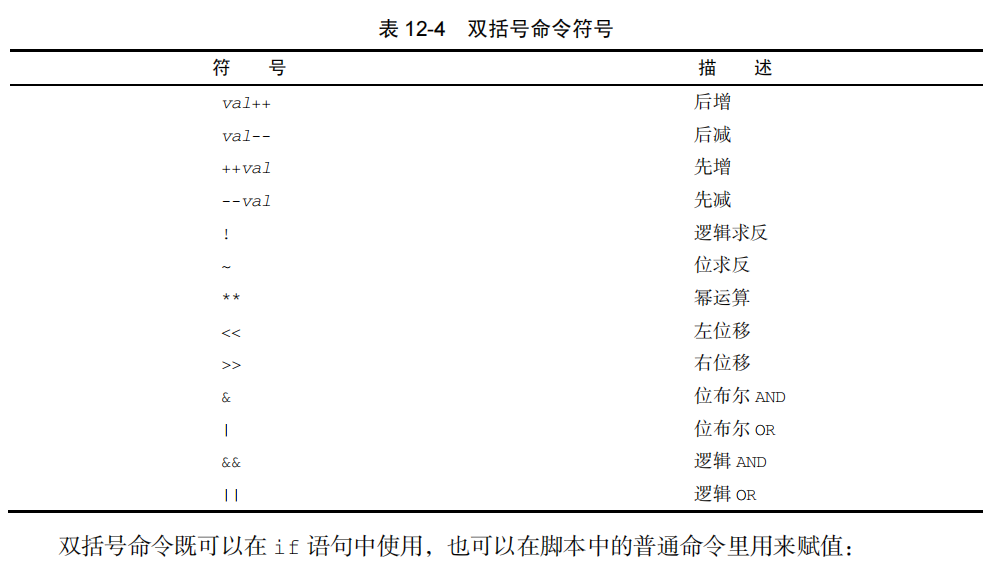 表 12-4 双括号命令符号
符 号 描 述
val++ 后增
val-- 后减
++val 先增
--val 先减
! 逻辑求反
~ 位求反
** 幂运算
<< 左位移
>> 右位移
& 位布尔 AND
| 位布尔 OR
&& 逻辑 AND
|| 逻辑 OR
双括号命令既可以在 if 语句中使用，也可以在脚本中的普通命令里用来赋值：